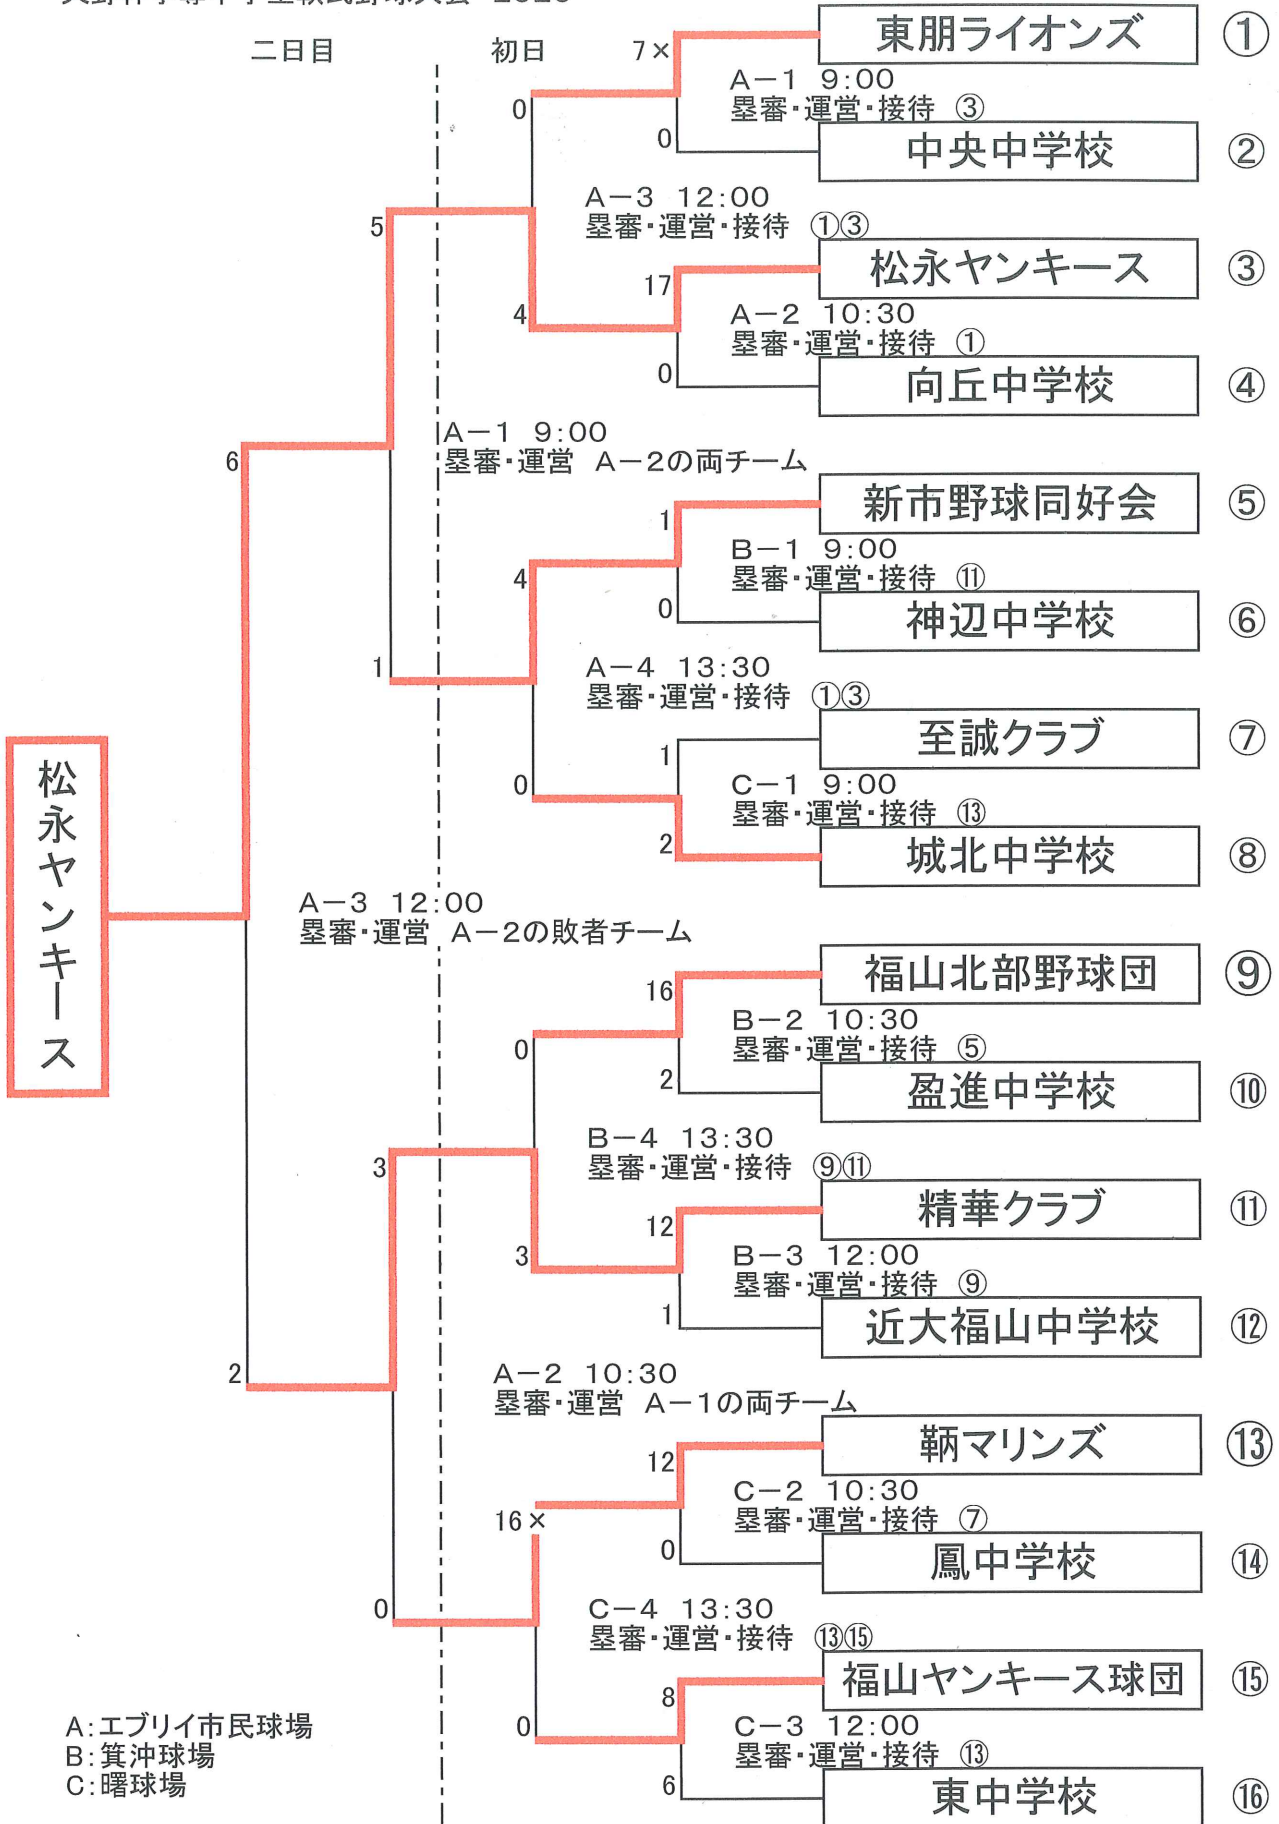 二日目
初日
7×
東朋ライオンズ ①
A-1 9:00
塁審・運営・接待 ③
0
0
中央中学校 ②
A-3 12:00
塁審・運営・接待 ①③
5
松永ヤンキース ③
17
4
A-2 10:30
塁審・運営・接待 ①
0
向丘中学校 ④
A-1 9:00
塁審・運営 A-2の両チーム
6
新市野球同好会 ⑤
1
B-1 9:00
塁審・運営・接待 ⑪
4
0
神辺中学校 ⑥
1
A-4 13:30
塁審・運営・接待 ①③
至誠クラブ ⑦
1
0
C-1 9:00
塁審・運営・接待 ⑬
2
城北中学校 ⑧
松永ヤンキース
A-3 12:00
塁審・運営 A-2の敗者チーム
福山北部野球団 ⑨
16
B-2 10:30
塁審・運営・接待 ⑤
0
2
盈進中学校 ⑩
B-4 13:30
塁審・運営・接待 ⑨⑪
3
精華クラブ ⑪
12
3
B-3 12:00
塁審・運営・接待 ⑨
1
近大福山中学校 ⑫
2
A-2 10:30
塁審・運営 A-1の両チーム
鞆マリンズ ⑬
12
C-2 10:30
塁審・運営・接待 ⑦
16×
0
鳳中学校 ⑭
0
C-4 13:30
塁審・運営・接待 ⑬⑮
福山ヤンキース球団 ⑮
8
0
C-3 12:00
塁審・運営・接待 ⑬
6
東中学校 ⑯
A:エブリイ市民球場
B:箕沖球場
C:曙球場